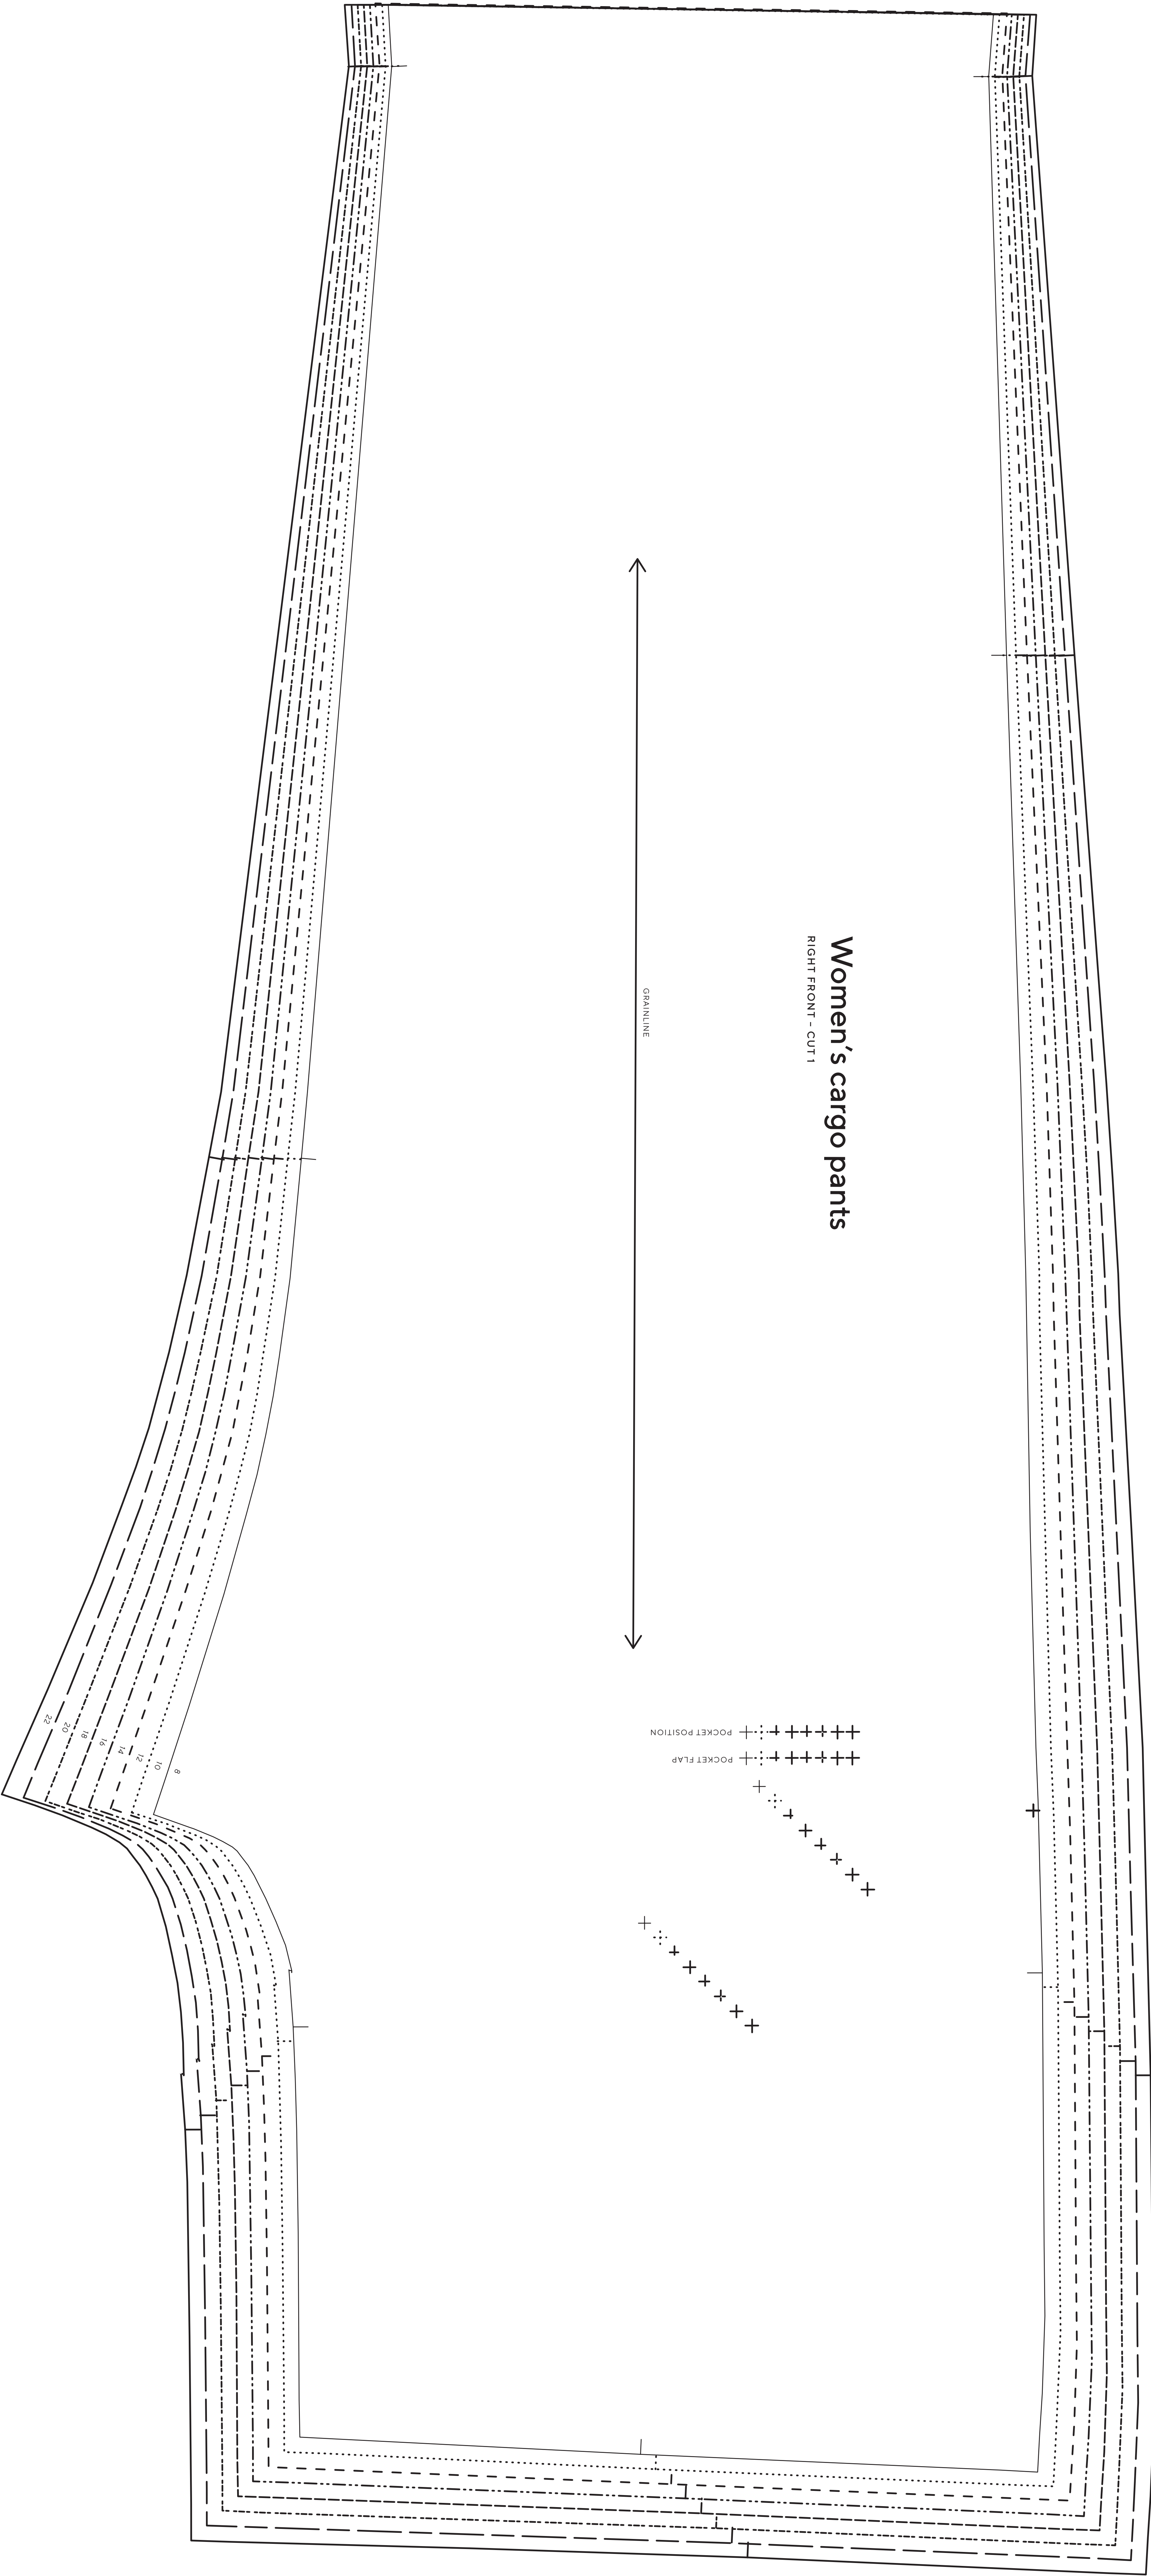 Women's cargo pants
RIGHT FRONT - CUT 1
GRAINLINE
POCKET POSITION
POCKET FLAP
22
20
18
16
14
12
10
8